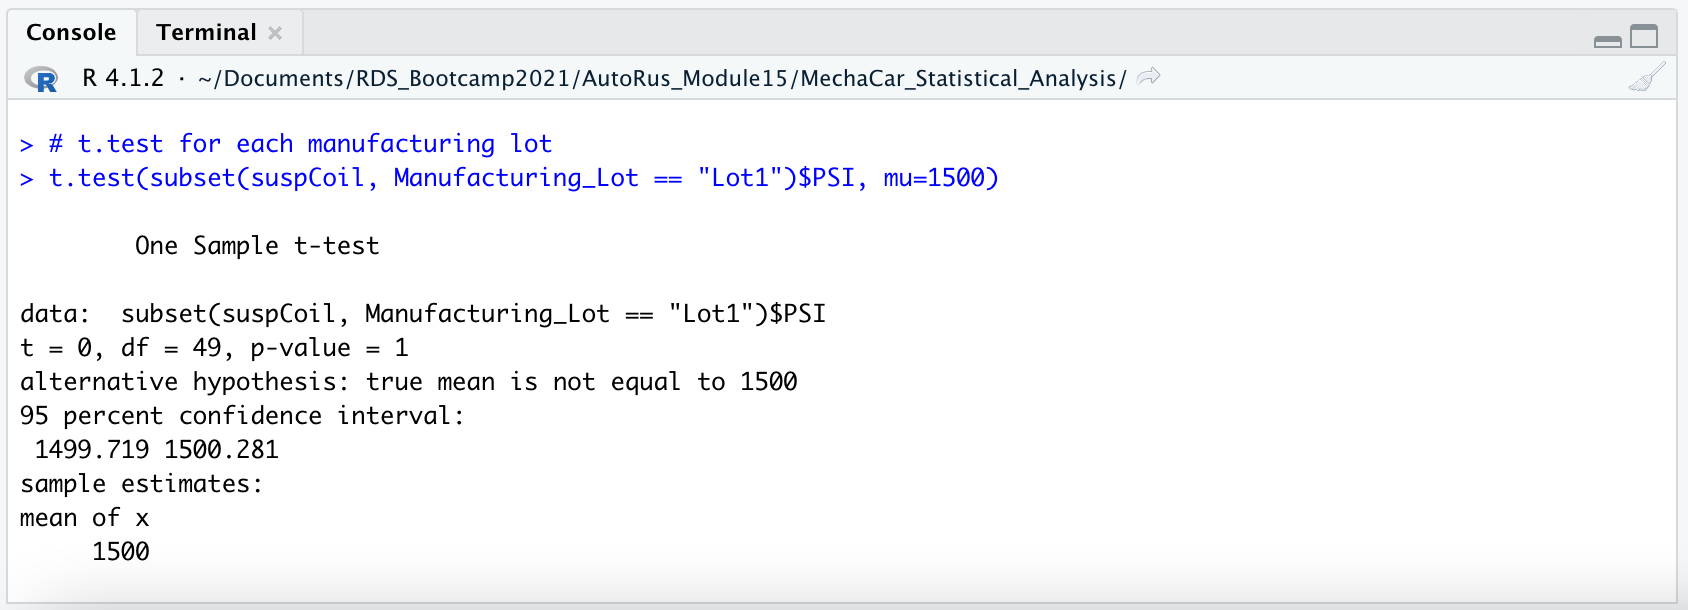 Console Terminal ×
R R 4.1.2 · ~/Documents/RDS_Bootcamp2021/AutoRus_Module15/MechaCar_Statistical_Analysis/
> # t.test for each manufacturing lot
> t.test(subset(suspCoil, Manufacturing_Lot == "Lot1")$PSI, mu=1500)
One Sample t-test
data:  subset(suspCoil, Manufacturing_Lot == "Lot1")$PSI
t = 0, df = 49, p-value = 1
alternative hypothesis: true mean is not equal to 1500
95 percent confidence interval:
1499.719 1500.281
sample estimates:
mean of x
1500